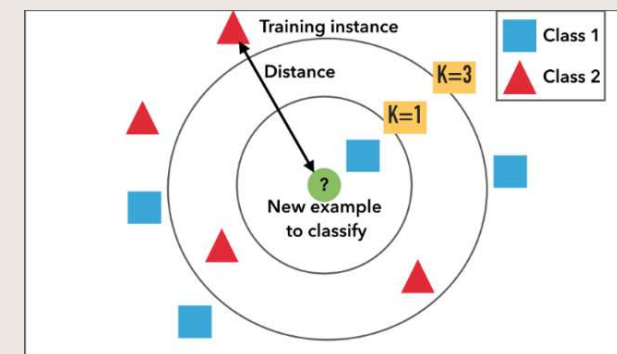 Training instance
Class 1
Distance
K=3
Class 2
K=1
?
New example
to classify